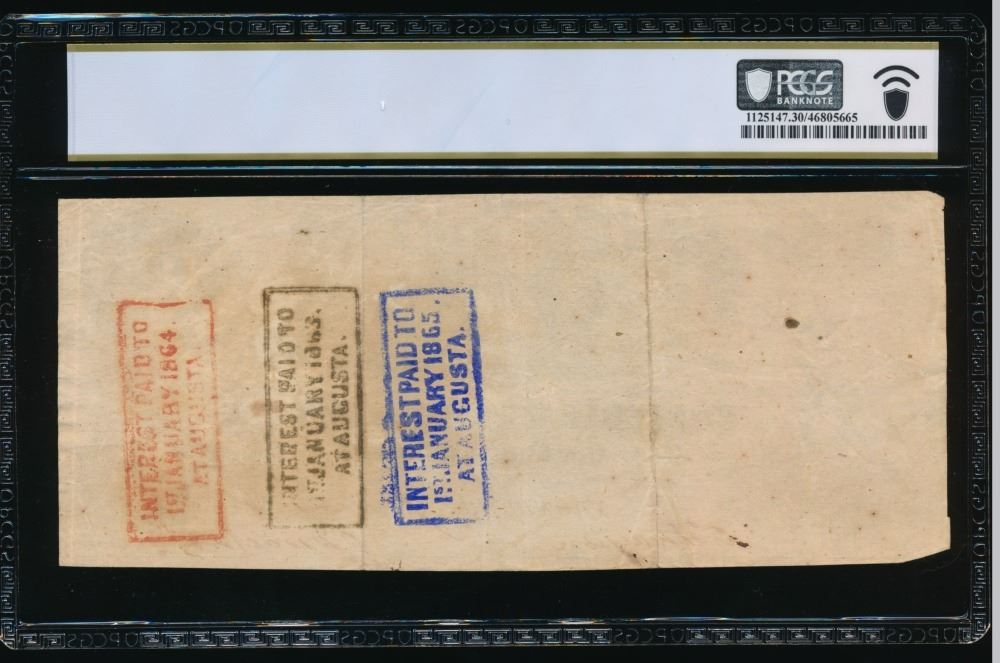 PCGS
BANKNOTE
1125147.30/46805665
INTEREST PAID TO
1ST JANUARY 1864.
AT AUGUSTA.
INTEREST PAID TO
1ST JANUARY 1863.
AT AUGUSTA.
INTEREST PAID TO
1ST JANUARY 1865.
AT AUGUSTA.